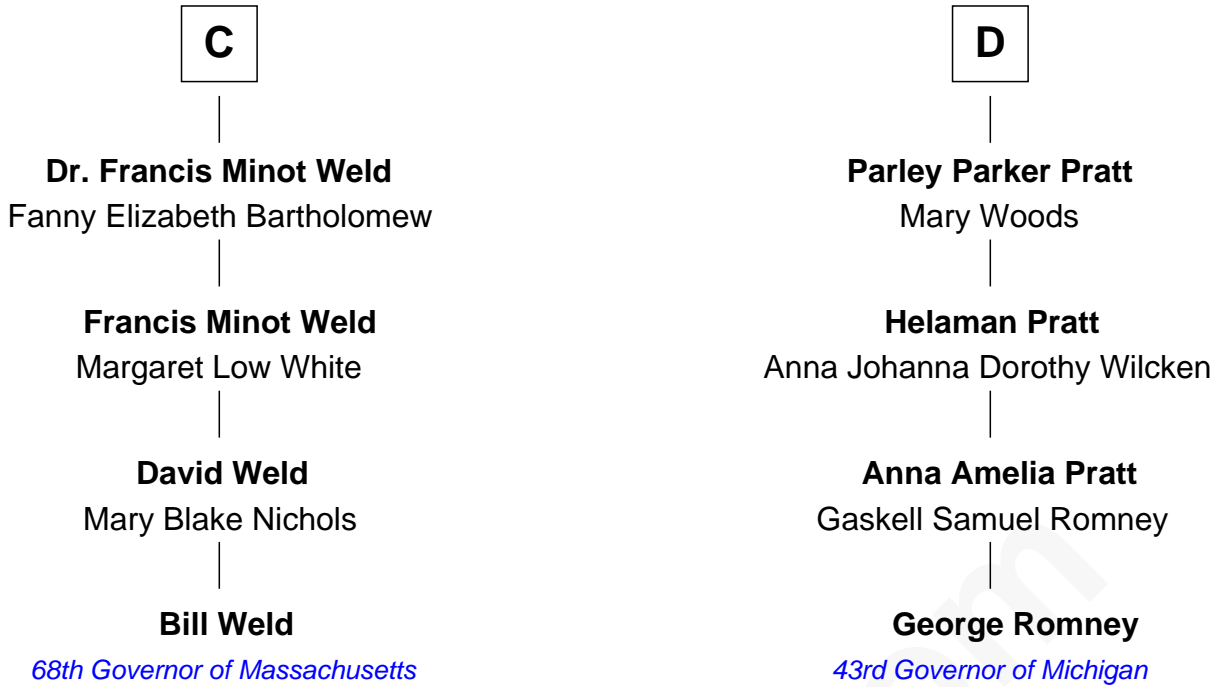 C
Dr. Francis Minot Weld
Fanny Elizabeth Bartholomew
Francis Minot Weld
Margaret Low White
David Weld
Mary Blake Nichols
Bill Weld
68th Governor of Massachusetts
D
Parley Parker Pratt
Mary Woods
Helaman Pratt
Anna Johanna Dorothy Wilcken
Anna Amelia Pratt
Gaskell Samuel Romney
George Romney
43rd Governor of Michigan